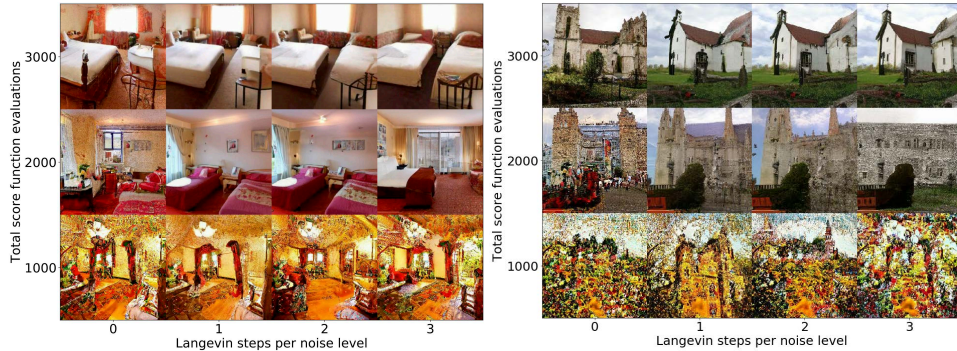 Total score function evaluations
3000
2000
1000
0 1 2 3
Langevin steps per noise level
Total score function evaluations
3000
2000
1000
0 1 2 3
Langevin steps per noise level